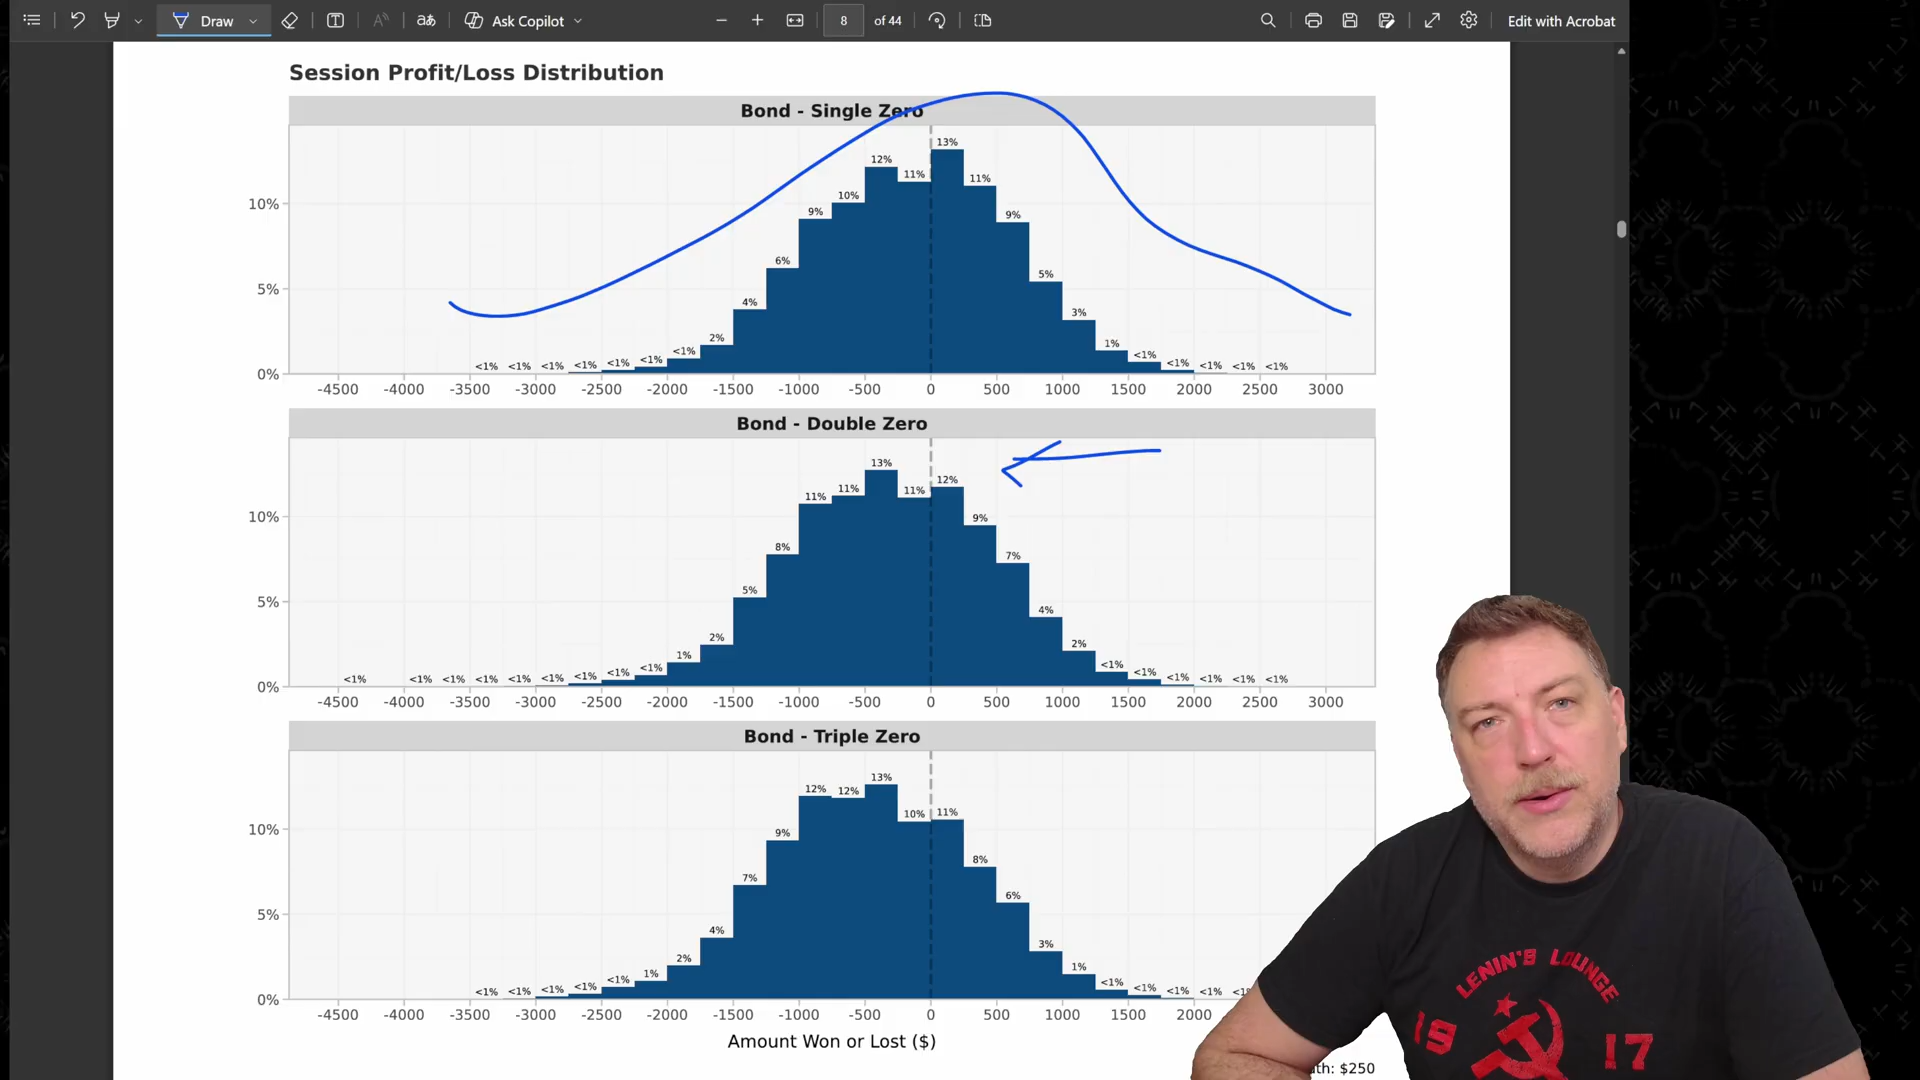 Draw
aあ
Ask Copilot
8 of 44
Edit with Acrobat
Session Profit/Loss Distribution
Bond - Single Zero
13%
12%
11%
11%
10%
9%
9%
6%
5%
4%
3%
2%
1%
<1% <1% <1% <1% <1% <1% <1%
<1% <1% <1% <1% <1%
10%
5%
0%
-4500 -4000 -3500 -3000 -2500 -2000 -1500 -1000 -500 0 500 1000 1500 2000 2500 3000
Bond - Double Zero
13%
12%
11% 11% 11%
9%
8%
7%
5%
4%
2%
2%
1%
<1% <1% <1% <1% <1% <1% <1% <1%
<1% <1% <1% <1% <1% <1%
10%
5%
0%
-4500 -4000 -3500 -3000 -2500 -2000 -1500 -1000 -500 0 500 1000 1500 2000 2500 3000
Bond - Triple Zero
13%
12% 12%
11%
10%
9%
8%
7%
6%
4%
3%
2%
1%
1%
<1% <1% <1% <1% <1%
<1% <1% <1% <1%
10%
5%
0%
-4500 -4000 -3500 -3000 -2500 -2000 -1500 -1000 -500 0 500 1000 1500 2000
Amount Won or Lost ($)
$250
LENIN'S LOUNGE
19 17